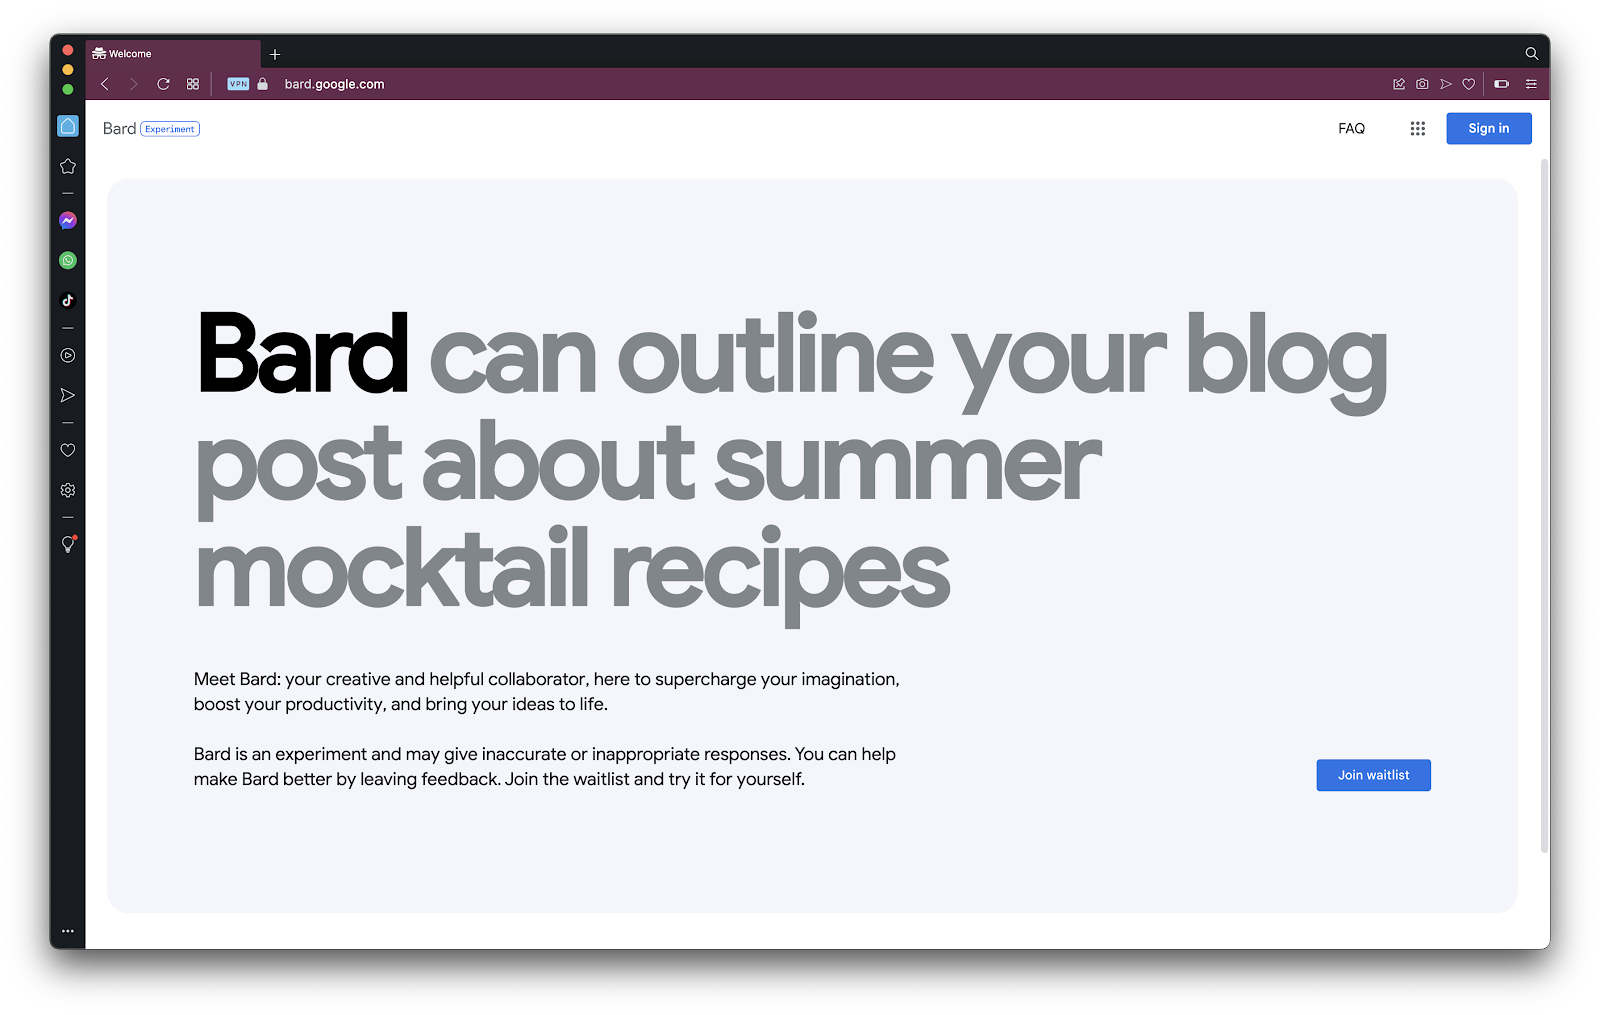 Welcome
VPN
bard.google.com
Bard Experiment
FAQ
Sign in
Bard can outline your blog
post about summer
mocktail recipes
Meet Bard: your creative and helpful collaborator, here to supercharge your imagination,
boost your productivity, and bring your ideas to life.
Bard is an experiment and may give inaccurate or inappropriate responses. You can help
make Bard better by leaving feedback. Join the waitlist and try it for yourself.
Join waitlist